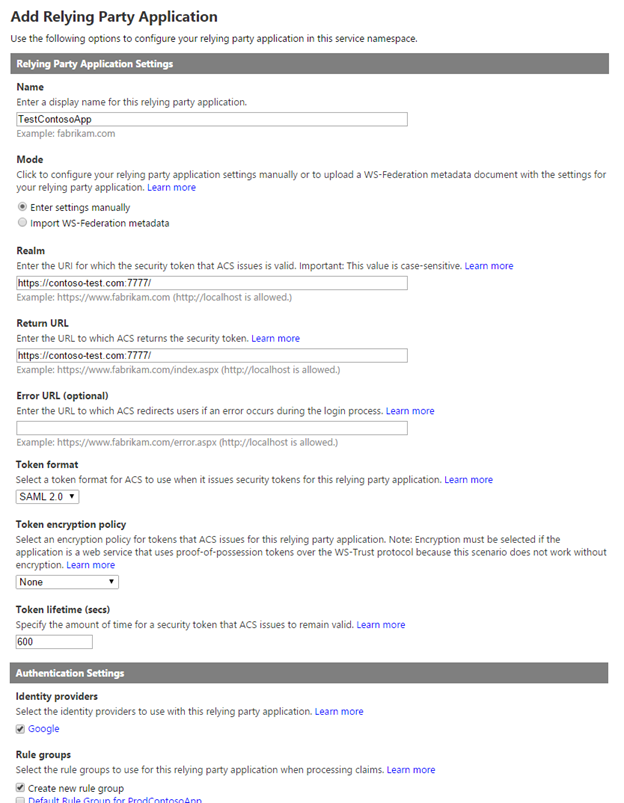 Add Relying Party Application
Use the following options to configure your relying party application in this service namespace.
Relying Party Application Settings
Name
Enter a display name for this relying party application.
TestContosoApp
Example: fabrikam.com
Mode
Click to configure your relying party application settings manually or to upload a WS-Federation metadata document with the settings for
your relying party application. Learn more
Enter settings manually
Import WS-Federation metadata
Realm
Enter the URI for which the security token that ACS issues is valid. Important: This value is case-sensitive. Learn more
https://contoso-test.com:7777/
Example: https://www.fabrikam.com (http://localhost is allowed.)
Return URL
Enter the URL to which ACS returns the security token. Learn more
https://contoso-test.com:7777/
Example: https://www.fabrikam.com/index.aspx (http://localhost is allowed.)
Error URL (optional)
Enter the URL to which ACS redirects users if an error occurs during the login process. Learn more
Example: https://www.fabrikam.com/error.aspx (http://localhost is allowed.)
Token format
Select a token format for ACS to use when it issues security tokens for this relying party application. Learn more
SAML 2.0
Token encryption policy
Select an encryption policy for tokens that ACS issues for this relying party application. Note: Encryption must be selected if the
application is a web service that uses proof-of-possession tokens over the WS-Trust protocol because this scenario does not work without
encryption. Learn more
None
Token lifetime (secs)
Specify the amount of time for a security token that ACS issues to remain valid. Learn more
600
Authentication Settings
Identity providers
Select the identity providers to use with this relying party application. Learn more
Google
Rule groups
Select the rule groups to use for this relying party application when processing claims. Learn more
Create new rule group
Default Rule Group for ProdContosoApp